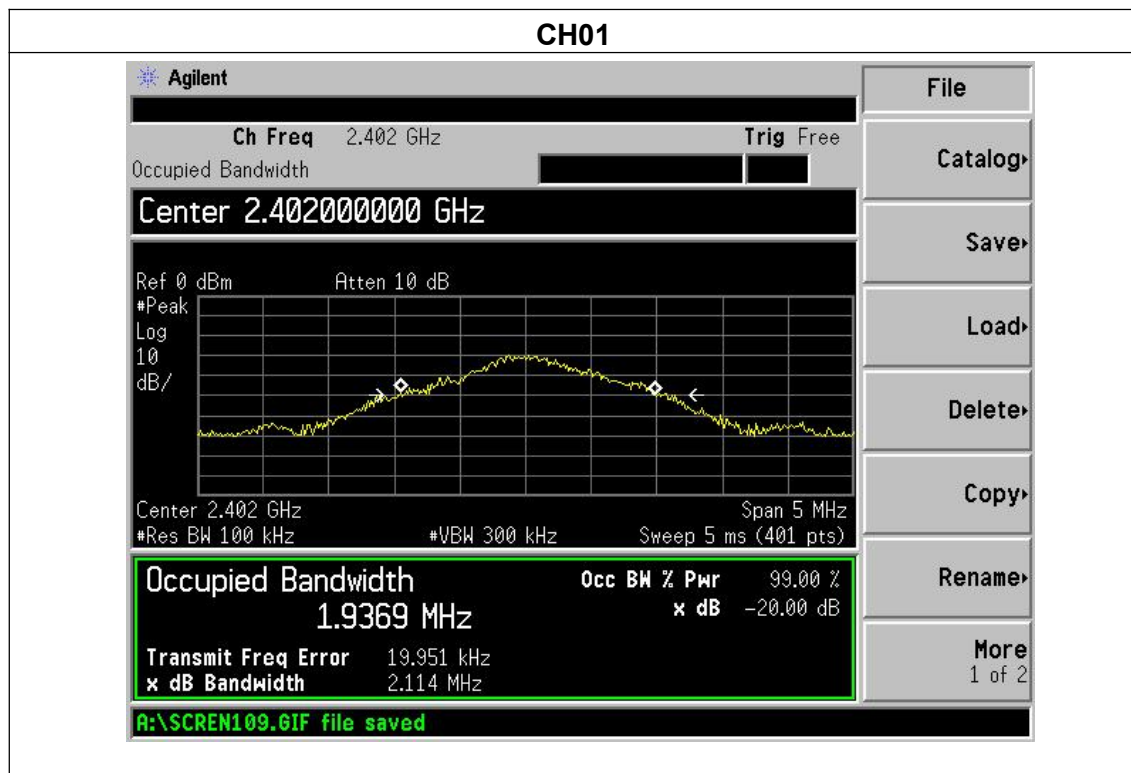 CH01
Agilent
File
Ch Freq 2.402 GHz Trig Free
Occupied Bandwidth
Catalog
Center 2.402000000 GHz
Save
Ref 0 dBm Atten 10 dB
#Peak
Log
10
dB/
Load
Delete
Copy
Center 2.402 GHz Span 5 MHz
#Res BW 100 kHz #VBW 300 kHz Sweep 5 ms (401 pts)
Occupied Bandwidth Occ BW % Pwr 99.00 %
1.9369 MHz x dB -20.00 dB
Rename
Transmit Freq Error 19.951 kHz
x dB Bandwidth 2.114 MHz
More
1 of 2
A:\SCREN109.GIF file saved